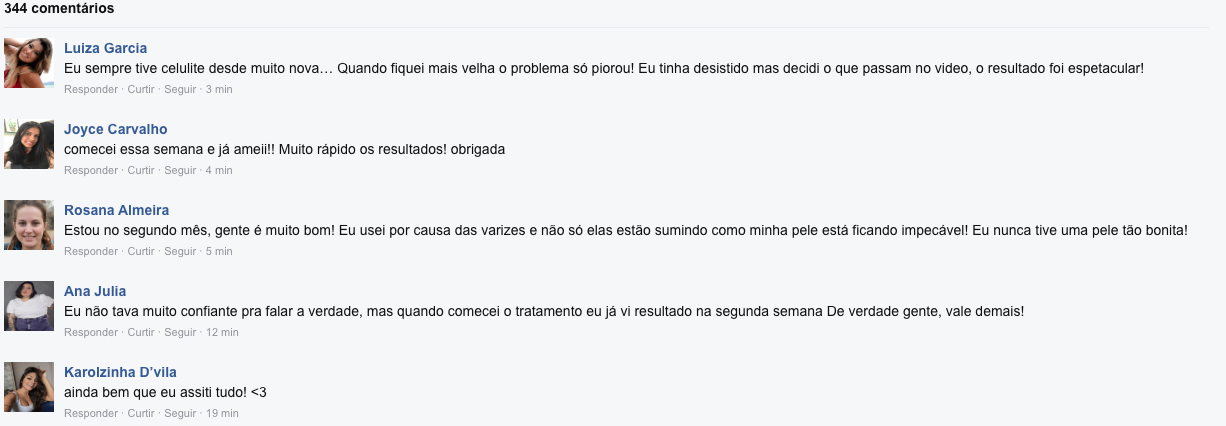 344 comentários
Luiza Garcia
Eu sempre tive celulite desde muito nova… Quando fiquei mais velha o problema só piorou! Eu tinha desistido mas decidi o que passam no video, o resultado foi espetacular!
Responder · Curtir · Seguir · 3 min
Joyce Carvalho
comecei essa semana e já ameii!! Muito rápido os resultados! obrigada
Responder · Curtir · Seguir · 4 min
Rosana Almeira
Estou no segundo mês, gente é muito bom! Eu usei por causa das varizes e não só elas estão sumindo como minha pele está ficando impecável! Eu nunca tive uma pele tão bonita!
Responder · Curtir · Seguir · 5 min
Ana Julia
Eu não tava muito confiante pra falar a verdade, mas quando comecei o tratamento eu já vi resultado na segunda semana De verdade gente, vale demais!
Responder · Curtir · Seguir · 12 min
Karolzinha D’vila
ainda bem que eu assiti tudo! <3
Responder · Curtir · Seguir · 19 min